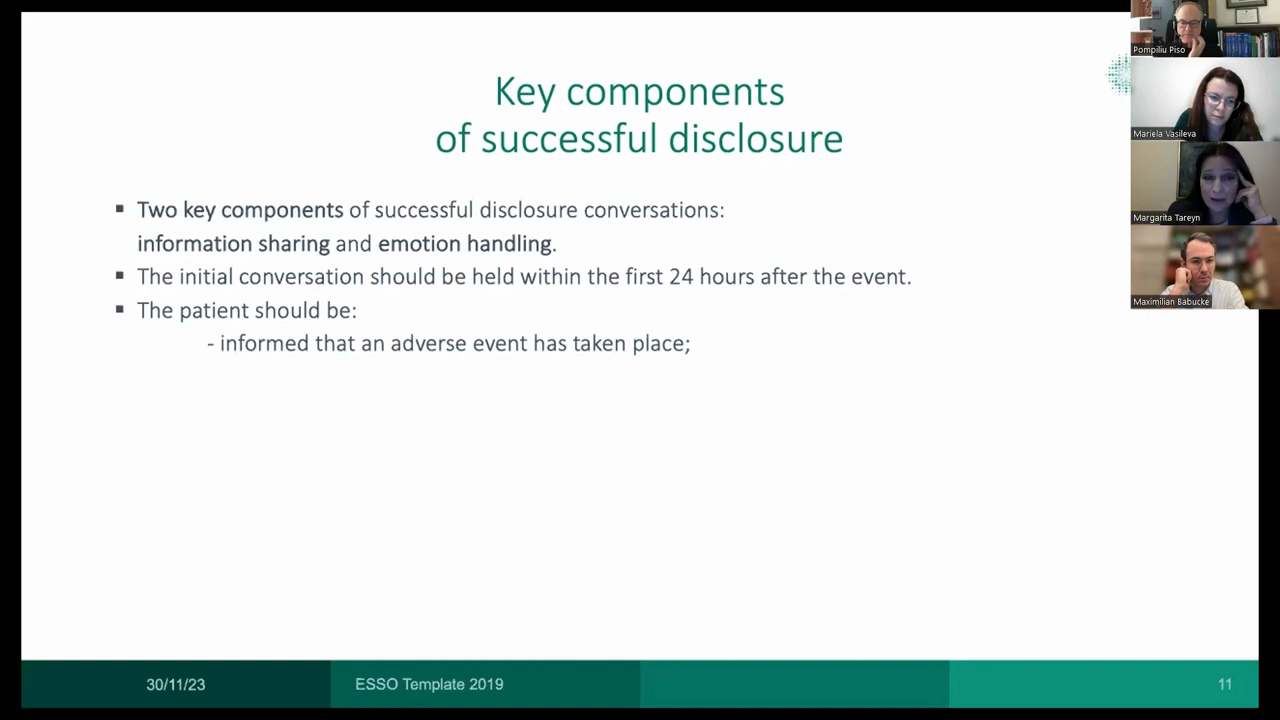 Key components
of successful disclosure
▪ Two key components of successful disclosure conversations:
information sharing and emotion handling.
▪ The initial conversation should be held within the first 24 hours after the event.
▪ The patient should be:
- informed that an adverse event has taken place;
30/11/23
ESSO Template 2019
11
Pompiliu Piso
Mariela Vasileva
Margarita Tareyn
Maximilian Babucke